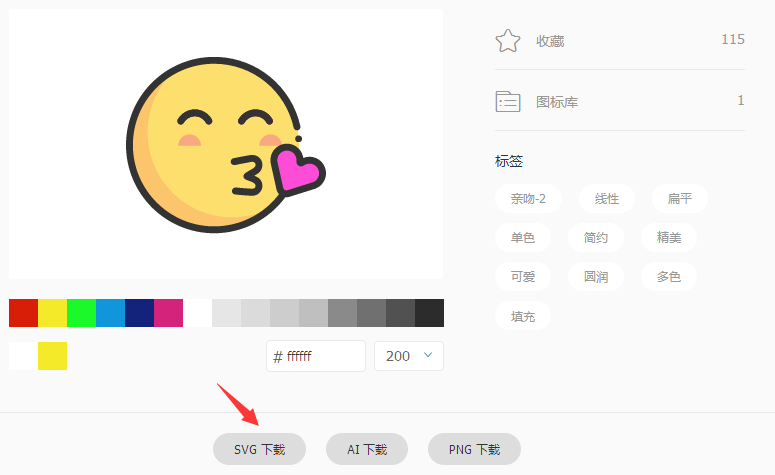 收藏 115
图标库 1
标签
亲吻-2 线性 扁平
单色 简约 精美
可爱 圆润 多色
填充
# ffffff 200
SVG 下载 AI 下载 PNG 下载